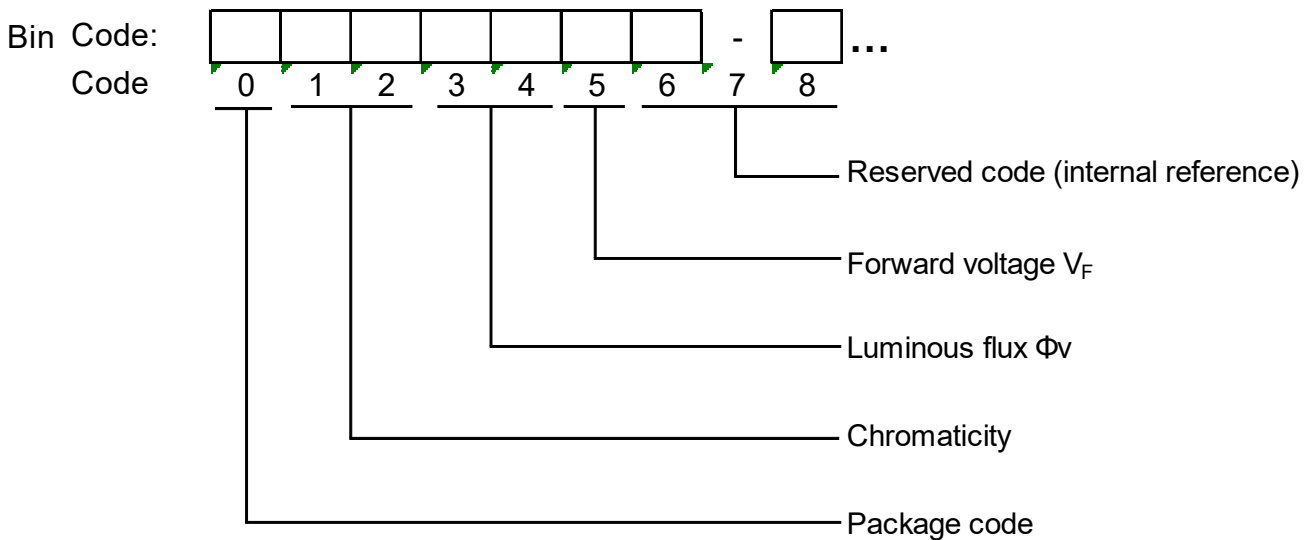 Bin Code: - ...
Code 0 1 2 3 4 5 6 7 8
Reserved code (internal reference)
Forward voltage VF
Luminous flux Φv
Chromaticity
Package code